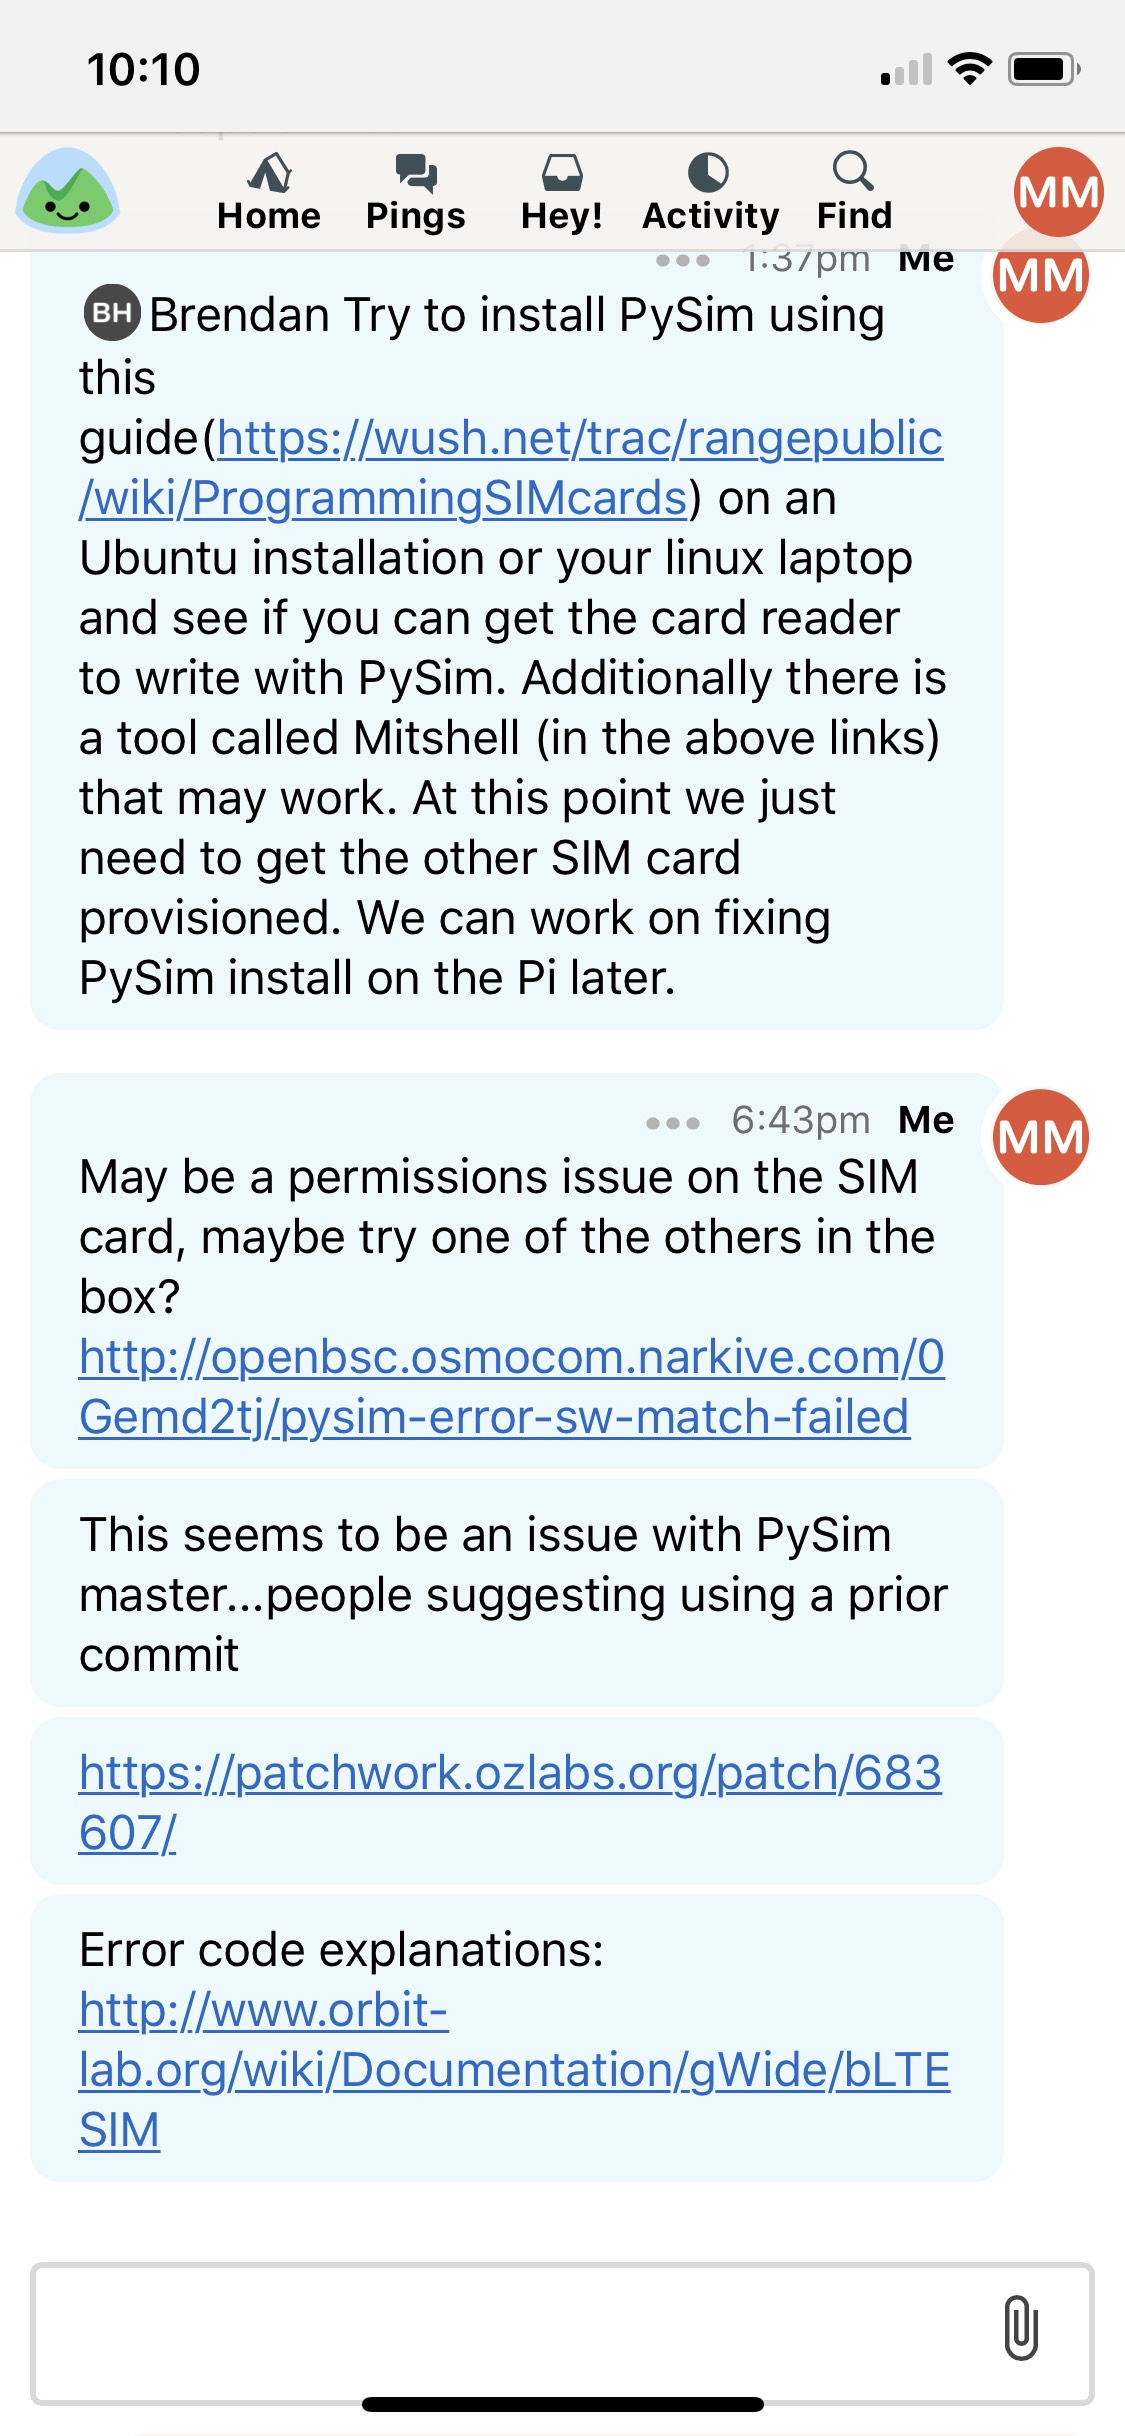 10:10
Home Pings Hey! Activity Find MM
1:37pm Me MM
BH Brendan Try to install PySim using
this
guide(https://wush.net/trac/rangepublic
/wiki/ProgrammingSIMcards) on an
Ubuntu installation or your linux laptop
and see if you can get the card reader
to write with PySim. Additionally there is
a tool called Mitshell (in the above links)
that may work. At this point we just
need to get the other SIM card
provisioned. We can work on fixing
PySim install on the Pi later.
6:43pm Me MM
May be a permissions issue on the SIM
card, maybe try one of the others in the
box?
http://openbsc.osmocom.narkive.com/0
Gemd2tj/pysim-error-sw-match-failed
This seems to be an issue with PySim
master...people suggesting using a prior
commit
https://patchwork.ozlabs.org/patch/683
607/
Error code explanations:
http://www.orbit-
lab.org/wiki/Documentation/gWide/bLTE
SIM